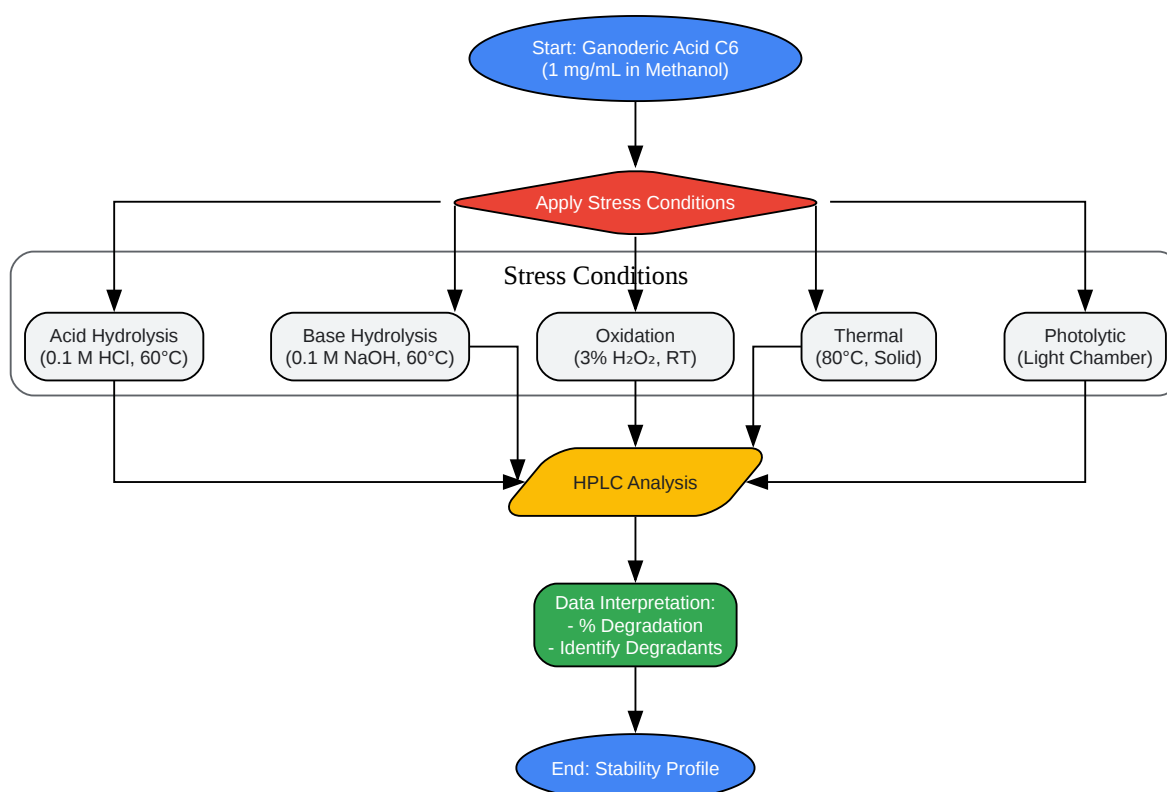 Start: Ganoderic Acid C6
(1 mg/mL in Methanol)
Apply Stress Conditions
Stress Conditions
Acid Hydrolysis
(0.1 M HCl, 60°C)
Base Hydrolysis
(0.1 M NaOH, 60°C)
Oxidation
(3% H₂O₂, RT)
Thermal
(80°C, Solid)
Photolytic
(Light Chamber)
HPLC Analysis
Data Interpretation:
- % Degradation
- Identify Degradants
End: Stability Profile